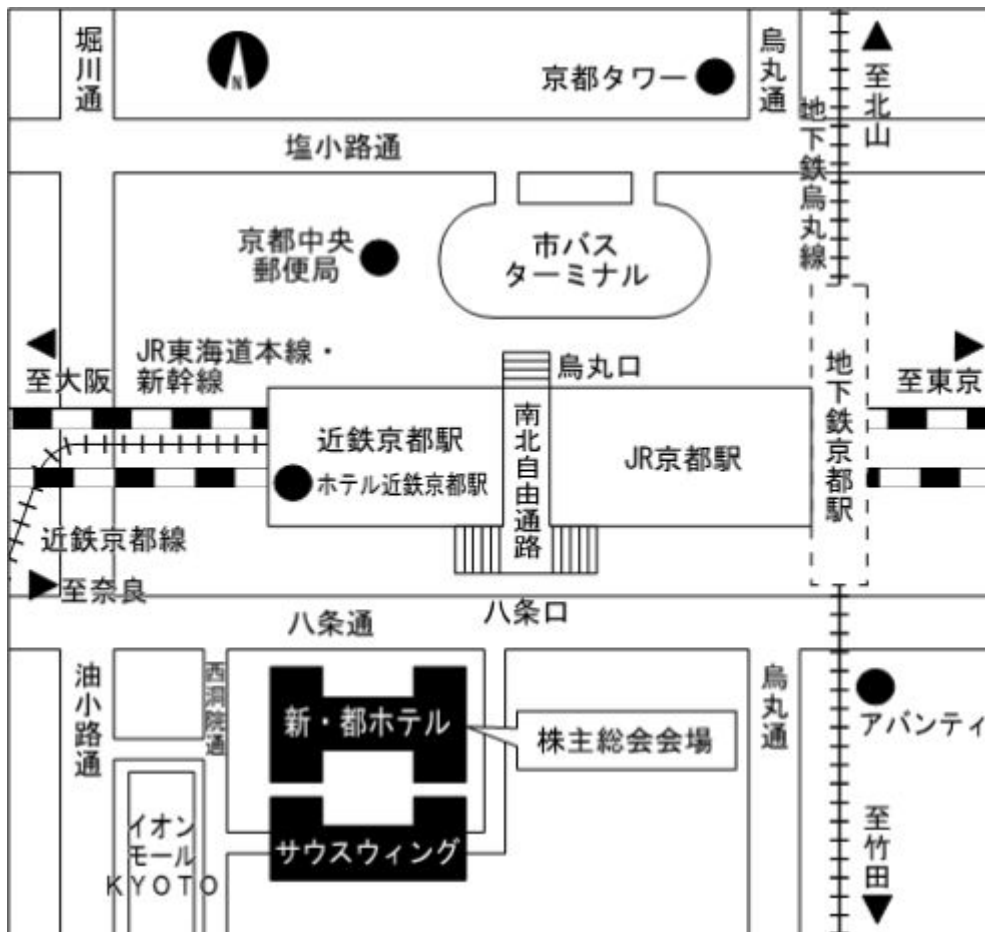 堀川通
N
京都タワー
烏丸通
至北山
地下鉄烏丸線
塩小路通
京都中央
郵便局
市バス
ターミナル
至大阪
JR東海道本線・
新幹線
烏丸口
至東京
近鉄京都駅
ホテル近鉄京都駅
南北自由通路
JR京都駅
地下鉄京都駅
近鉄京都線
至奈良
八条通
八条口
油小路通
西洞院通
新・都ホテル
株主総会会場
烏丸通
アバンティ
イオン
モール
KYOTO
サウスウィング
至竹田